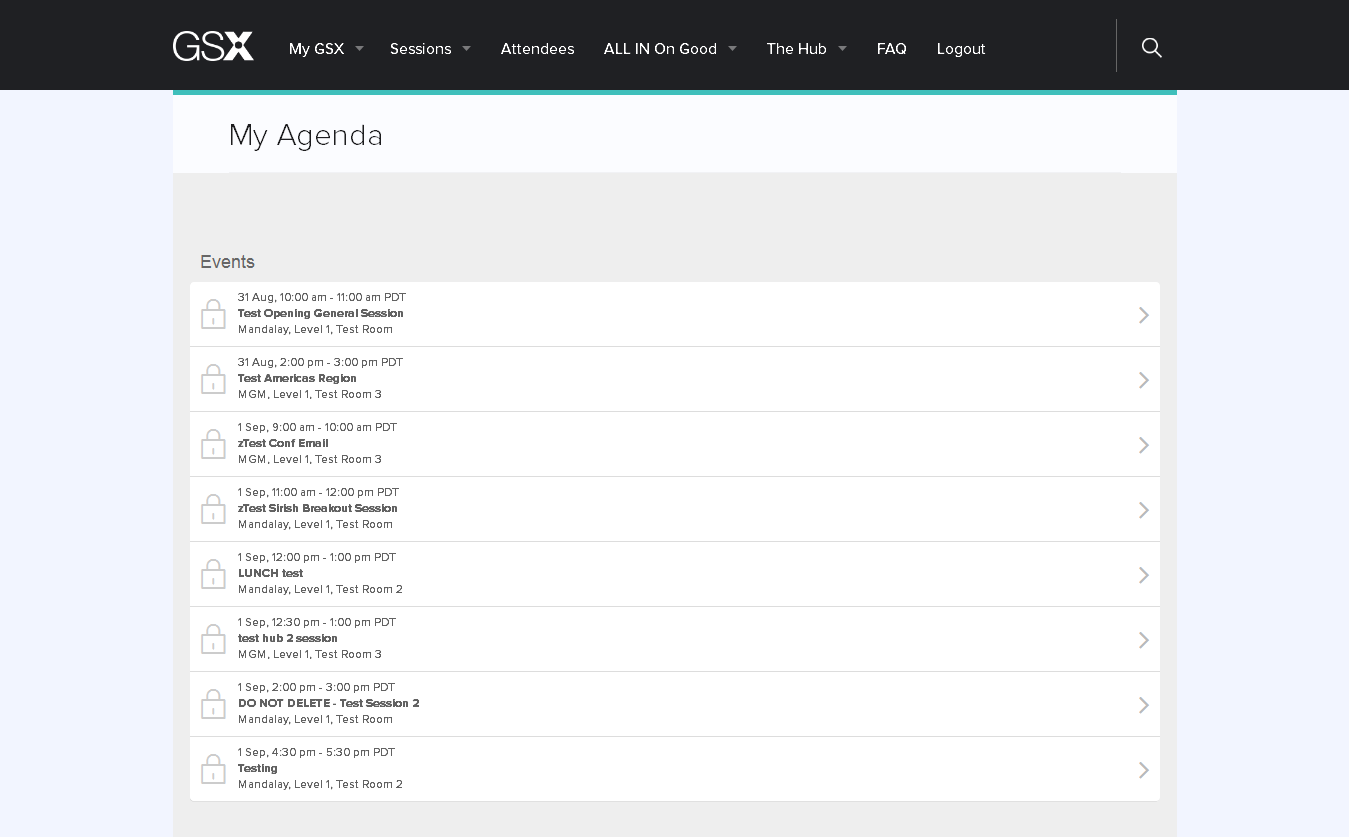 GSX My GSX Sessions Attendees ALL IN On Good The Hub FAQ Logout
My Agenda
Events
31 Aug, 10:00 am - 11:00 am PDT
Test Opening General Session
Mandalay, Level 1, Test Room
31 Aug, 2:00 pm - 3:00 pm PDT
Test Americas Region
MGM, Level 1, Test Room 3
1 Sep, 9:00 am - 10:00 am PDT
zTest Conf Email
MGM, Level 1, Test Room 3
1 Sep, 11:00 am - 12:00 pm PDT
zTest Sirish Breakout Session
Mandalay, Level 1, Test Room
1 Sep, 12:00 pm - 1:00 pm PDT
LUNCH test
Mandalay, Level 1, Test Room 2
1 Sep, 12:30 pm - 1:00 pm PDT
test hub 2 session
MGM, Level 1, Test Room 3
1 Sep, 2:00 pm - 3:00 pm PDT
DO NOT DELETE - Test Session 2
Mandalay, Level 1, Test Room
1 Sep, 4:30 pm - 5:30 pm PDT
Testing
Mandalay, Level 1, Test Room 2